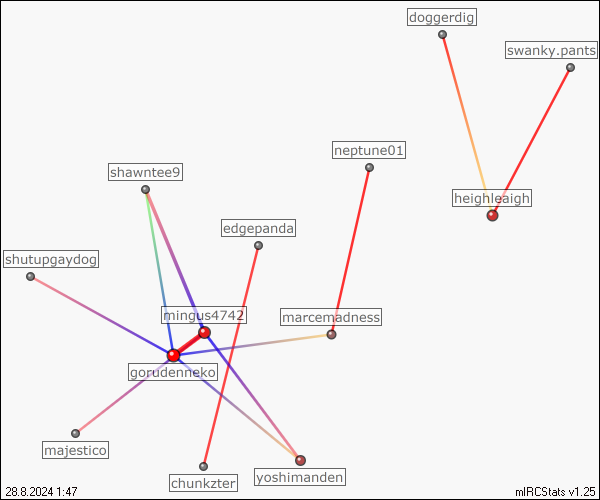 doggerdig
swanky.pants
neptune01
shawntee9
heighleaigh
edgepanda
shutupgaydog
mingus4742
marcemadness
gorudenneko
majestico
chunkzter
yoshimanden
28.8.2024 1:47
mIRCStats v1.25